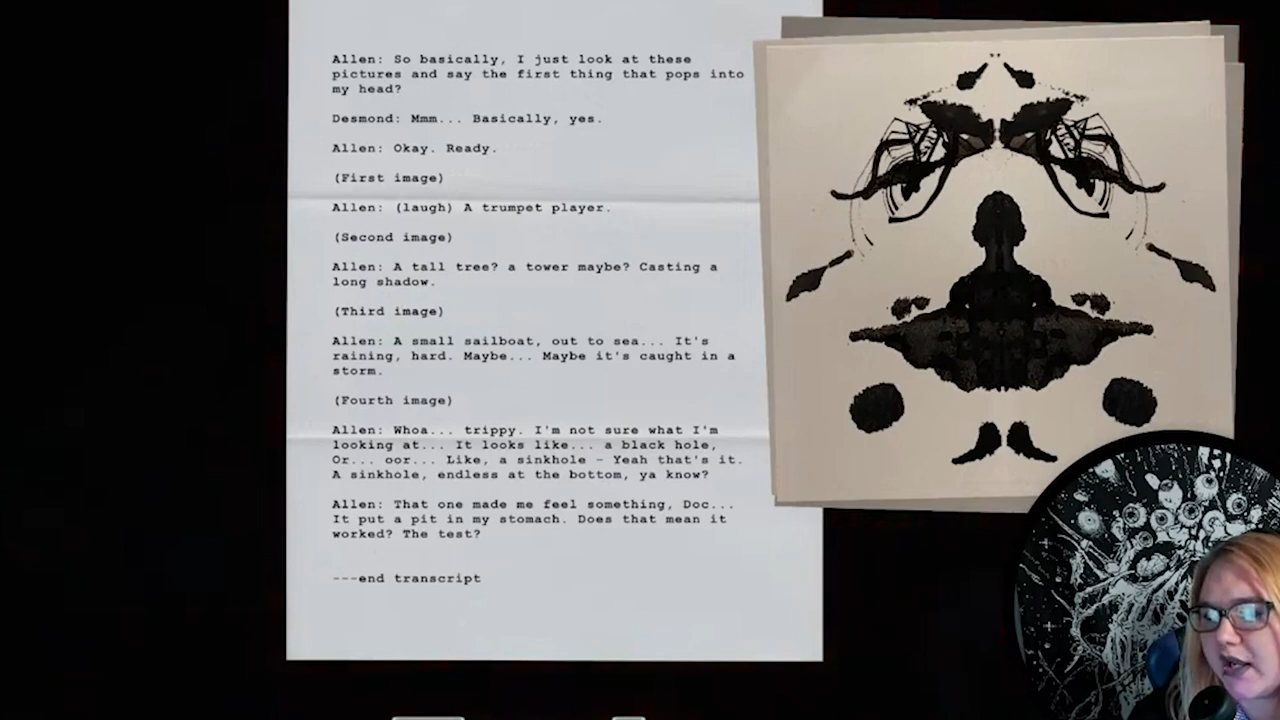 Allen: So basically, I just look at these
pictures and say the first thing that pops into
my head?
Desmond: Mmm... Basically, yes.
Allen: Okay. Ready.
(First image)
Allen: (laugh) A trumpet player.
(Second image)
Allen: A tall tree? a tower maybe? Casting a
long shadow.
(Third image)
Allen: A small sailboat, out to sea... It's
raining, hard. Maybe... Maybe it's caught in a
storm.
(Fourth image)
Allen: Whoa... trippy. I'm not sure what I'm
looking at... It looks like... a black hole,
Or... oor... Like, a sinkhole - Yeah that's it.
A sinkhole, endless at the bottom, ya know?
Allen: That one made me feel something, Doc...
It put a pit in my stomach. Does that mean it
worked? The test?
---end transcript